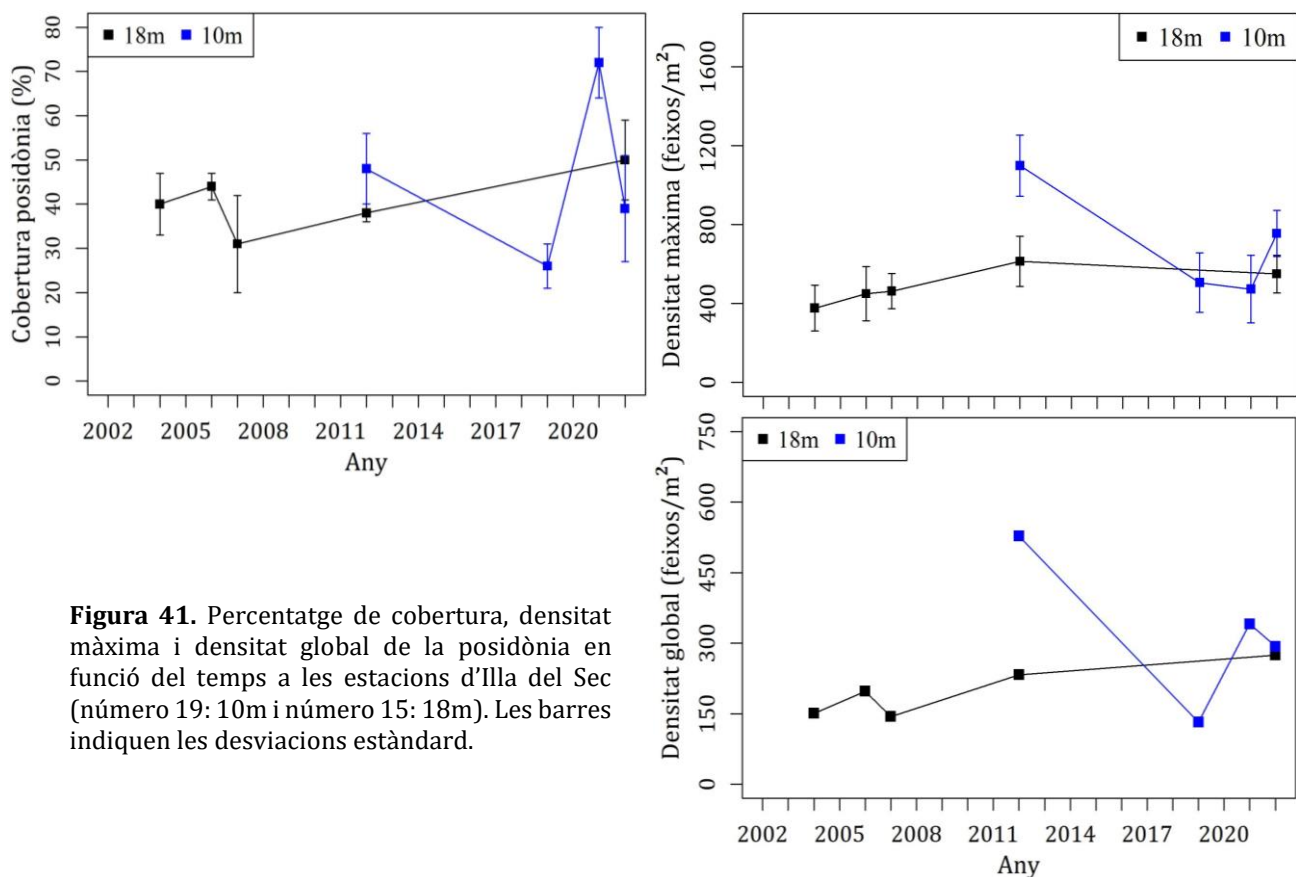 18m 10m
Cobertura posidònia (%)
80
70
60
50
40
30
20
10
0
2002 2005 2008 2011 2014 2017 2020
Any
18m 10m
Densitat màxima (feixos/m²)
1600
1200
800
400
0
18m 10m
Densitat global (feixos/m²)
750
600
450
300
150
0
2002 2005 2008 2011 2014 2017 2020
Any
Figura 41. Percentatge de cobertura, densitat
màxima i densitat global de la posidònia en
funció del temps a les estacions d’Illa del Sec
(número 19: 10m i número 15: 18m). Les barres
indiquen les desviacions estàndard.